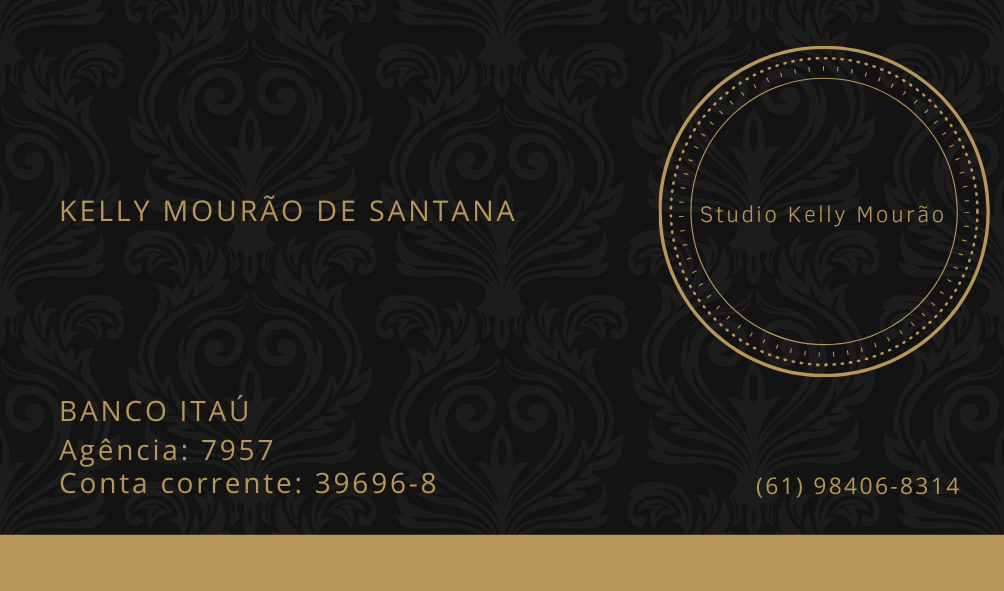 KELLY MOURÃO DE SANTANA
Studio Kelly Mourão
BANCO ITAÚ
Agência: 7957
Conta corrente: 39696-8
(61) 98406-8314